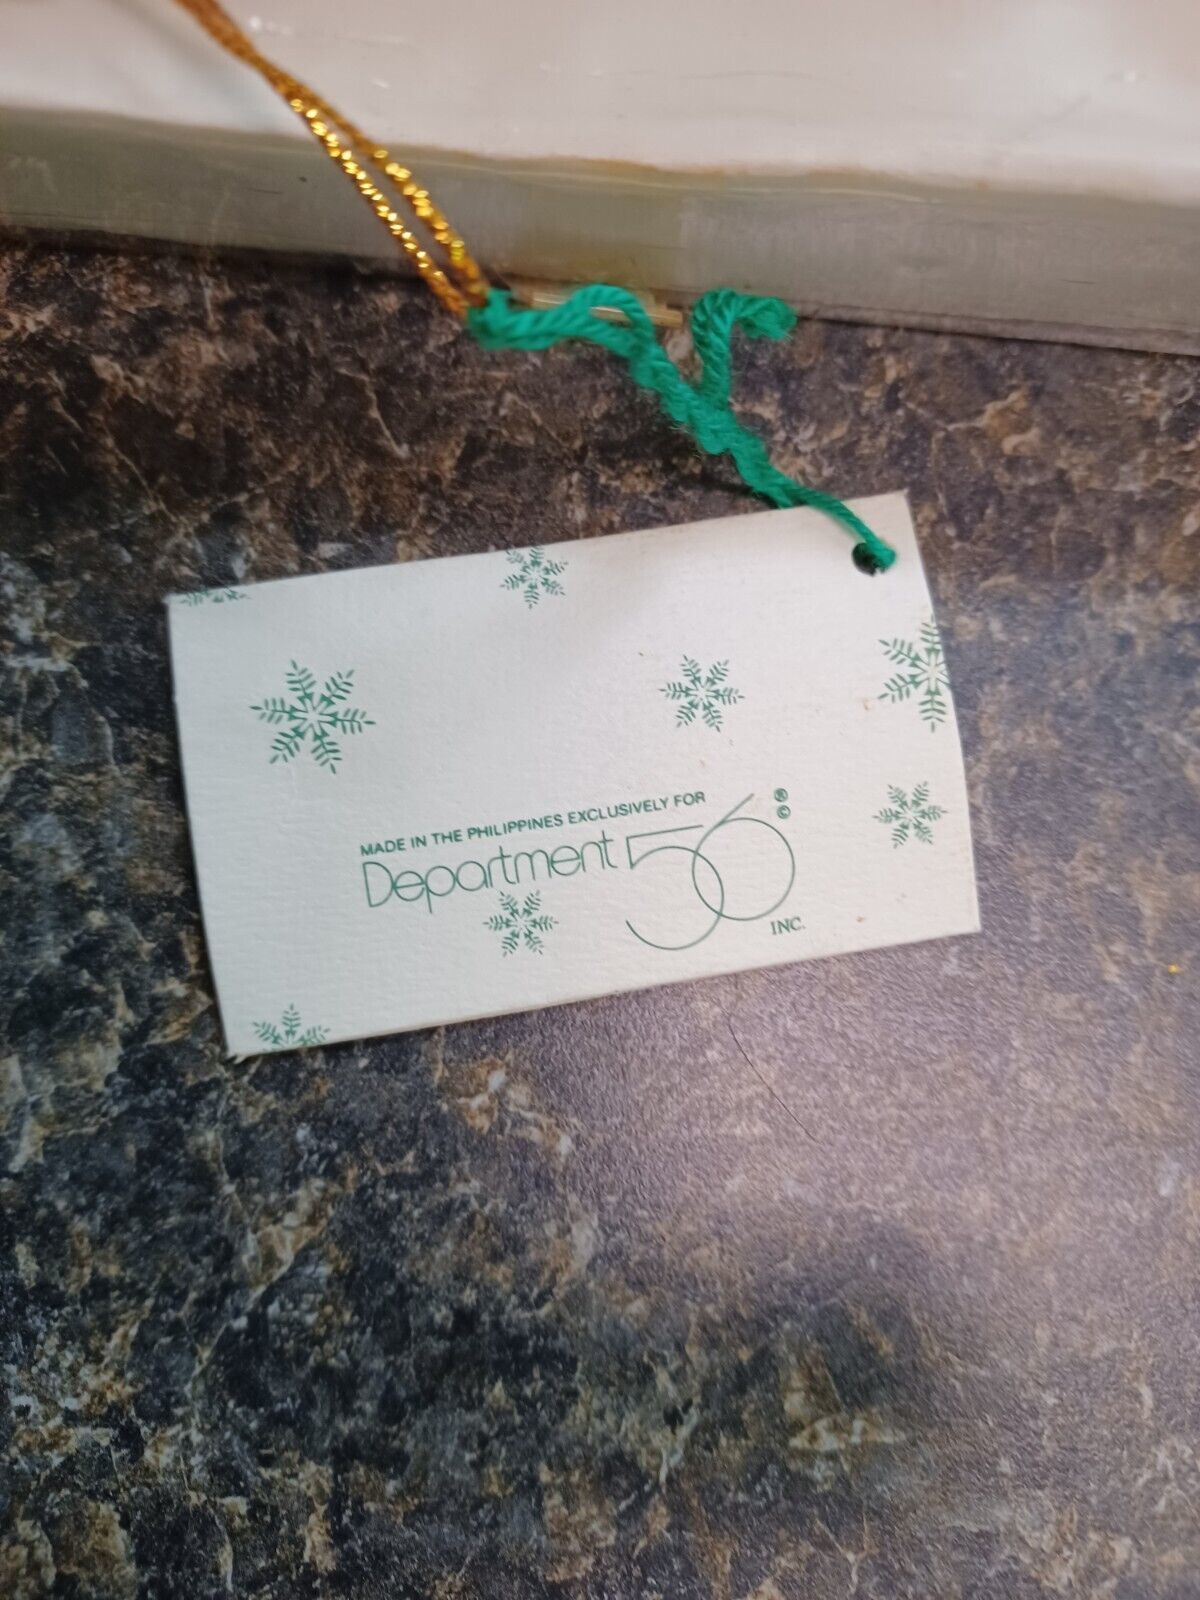 MADE IN THE PHILIPPINES EXCLUSIVELY FOR
Department 56 ®
©
INC.